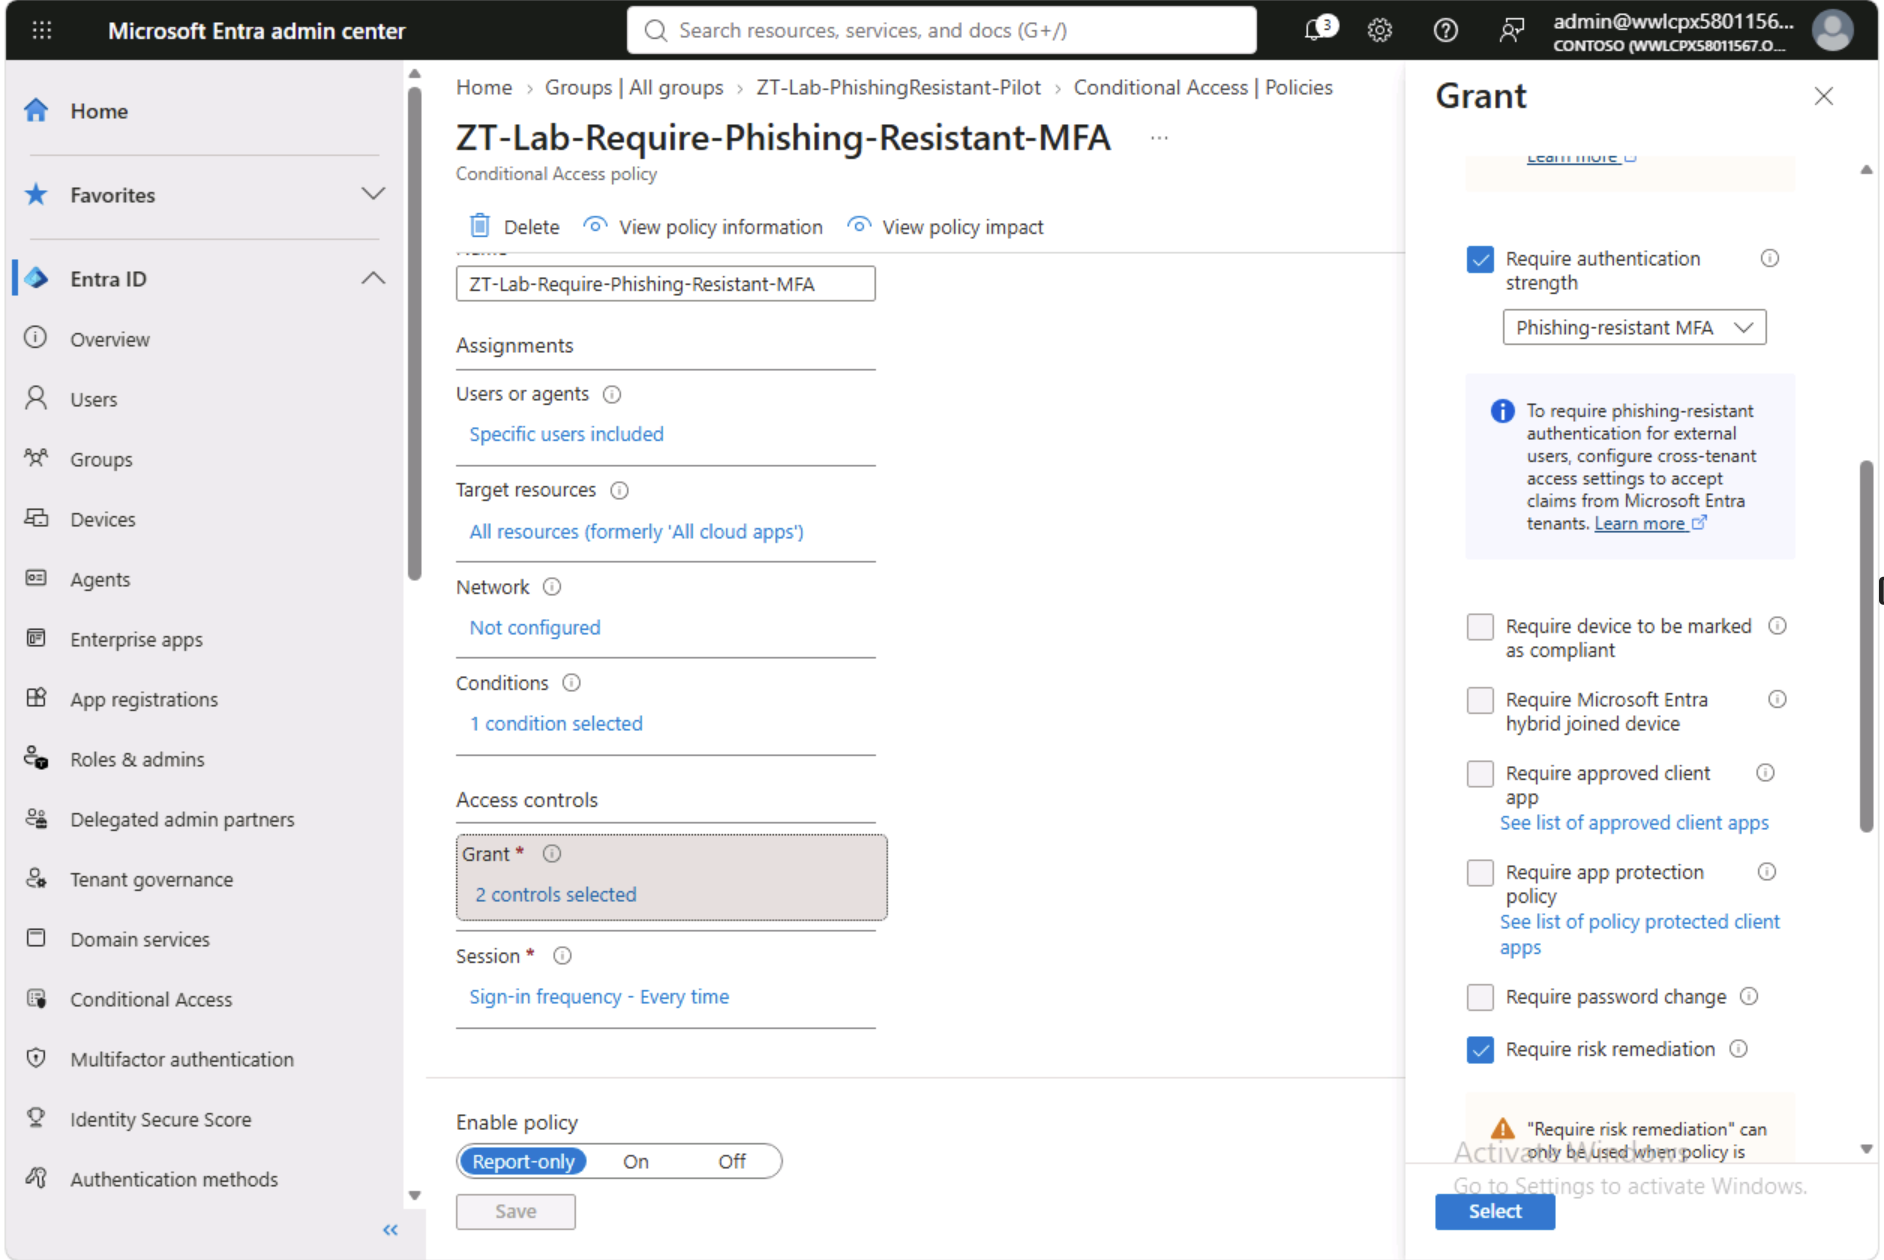 Microsoft Entra admin center
Search resources, services, and docs (G+/)
3
admin@wwlcpx5801156...
CONTOSO (WWLCPX58011567.O...
Home
Favorites
Entra ID
Overview
Users
Groups
Devices
Agents
Enterprise apps
App registrations
Roles & admins
Delegated admin partners
Tenant governance
Domain services
Conditional Access
Multifactor authentication
Identity Secure Score
Authentication methods
Home > Groups | All groups > ZT-Lab-PhishingResistant-Pilot > Conditional Access | Policies
ZT-Lab-Require-Phishing-Resistant-MFA ...
Conditional Access policy
Delete View policy information View policy impact
Name
ZT-Lab-Require-Phishing-Resistant-MFA
Assignments
Users or agents
Specific users included
Target resources
All resources (formerly 'All cloud apps')
Network
Not configured
Conditions
1 condition selected
Access controls
Grant *
2 controls selected
Session *
Sign-in frequency - Every time
Enable policy
Report-only On Off
Save
Grant
Learn more
Require authentication
strength
Phishing-resistant MFA
To require phishing-resistant
authentication for external
users, configure cross-tenant
access settings to accept
claims from Microsoft Entra
tenants. Learn more
Require device to be marked
as compliant
Require Microsoft Entra
hybrid joined device
Require approved client
app
See list of approved client apps
Require app protection
policy
See list of policy protected client
apps
Require password change
Require risk remediation
"Require risk remediation" can
only be used when policy is
Activate Windows
Go to Settings to activate Windows.
Select